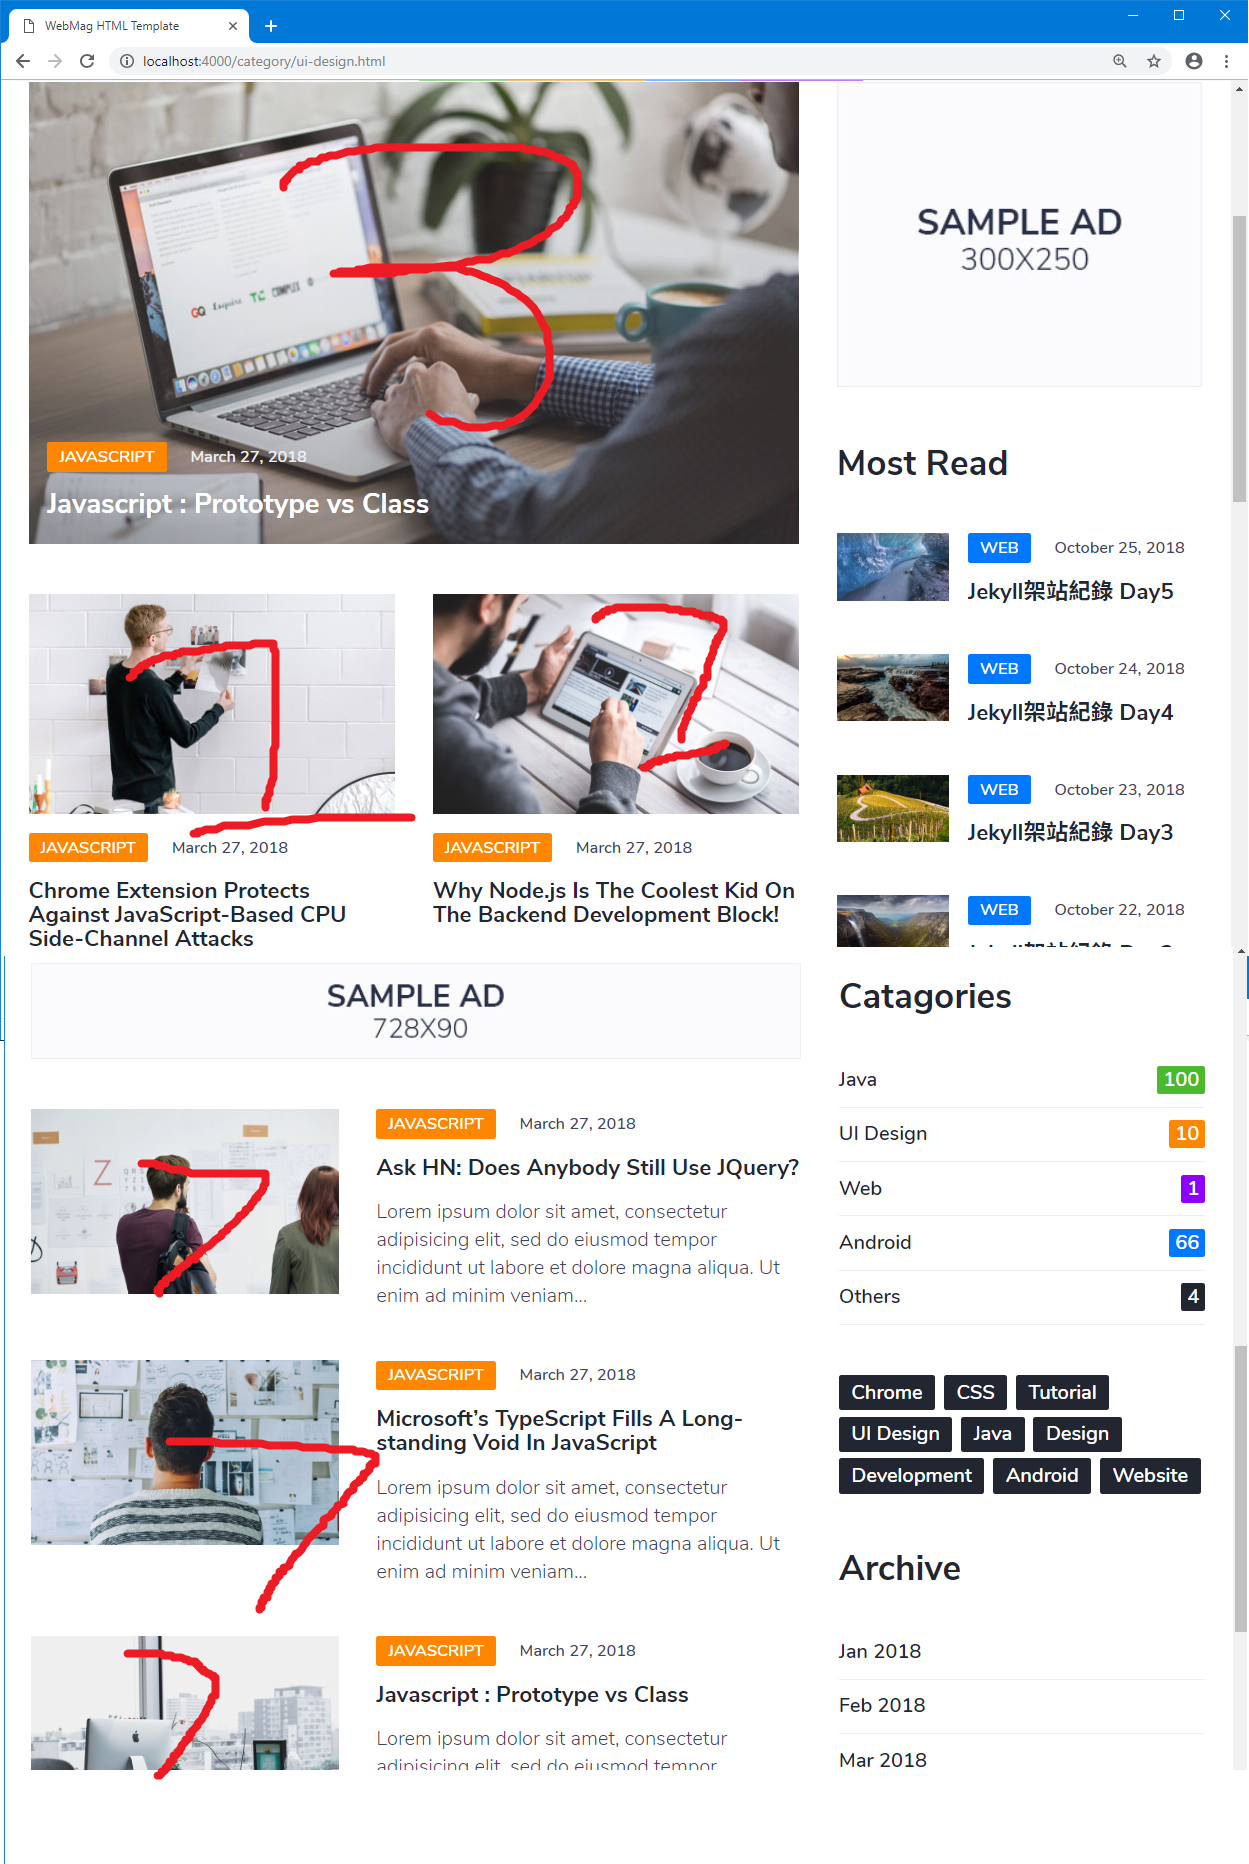 WebMag HTML Template
localhost:4000/category/ui-design.html
GQ Esquire TC COMPLEX
JAVASCRIPT March 27, 2018
Javascript : Prototype vs Class
JAVASCRIPT March 27, 2018
Chrome Extension Protects
Against JavaScript-Based CPU
Side-Channel Attacks
JAVASCRIPT March 27, 2018
Why Node.js Is The Coolest Kid On
The Backend Development Block!
SAMPLE AD
300X250
Most Read
WEB October 25, 2018
Jekyll架站紀錄 Day5
WEB October 24, 2018
Jekyll架站紀錄 Day4
WEB October 23, 2018
Jekyll架站紀錄 Day3
WEB October 22, 2018
SAMPLE AD
728X90
Z
JAVASCRIPT March 27, 2018
Ask HN: Does Anybody Still Use JQuery?
Lorem ipsum dolor sit amet, consectetur
adipisicing elit, sed do eiusmod tempor
incididunt ut labore et dolore magna aliqua. Ut
enim ad minim veniam...
JAVASCRIPT March 27, 2018
Microsoft’s TypeScript Fills A Long-
standing Void In JavaScript
Lorem ipsum dolor sit amet, consectetur
adipisicing elit, sed do eiusmod tempor
incididunt ut labore et dolore magna aliqua. Ut
enim ad minim veniam...
JAVASCRIPT March 27, 2018
Javascript : Prototype vs Class
Lorem ipsum dolor sit amet, consectetur
adipisicing elit, sed do eiusmod tempor
Catagories
Java 100
UI Design 10
Web 1
Android 66
Others 4
Chrome CSS Tutorial
UI Design Java Design
Development Android Website
Archive
Jan 2018
Feb 2018
Mar 2018